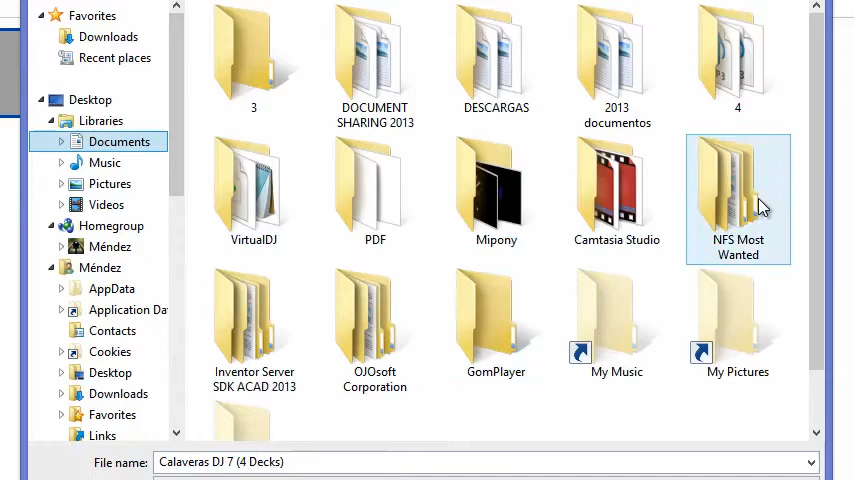 Favorites
Downloads
Recent places
Desktop
Libraries
Documents
Music
Pictures
Videos
Homegroup
Méndez
Méndez
AppData
Application Da
Contacts
Cookies
Desktop
Downloads
Favorites
Links
3
DOCUMENT
SHARING 2013
DESCARGAS
2013
documentos
4
VirtualDJ
PDF
Mipony
Camtasia Studio
NFS Most
Wanted
Inventor Server
SDK ACAD 2013
OJOsoft
Corporation
GomPlayer
My Music
My Pictures
File name:
Calaveras DJ 7 (4 Decks)